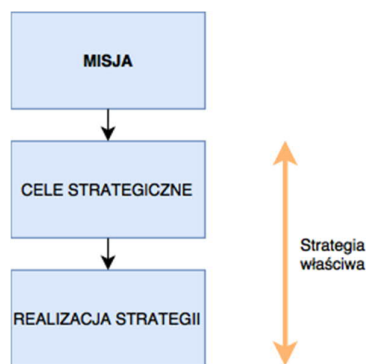 MISJA
CELE STRATEGICZNE
Strategia
właściwa
REALIZACJA STRATEGII